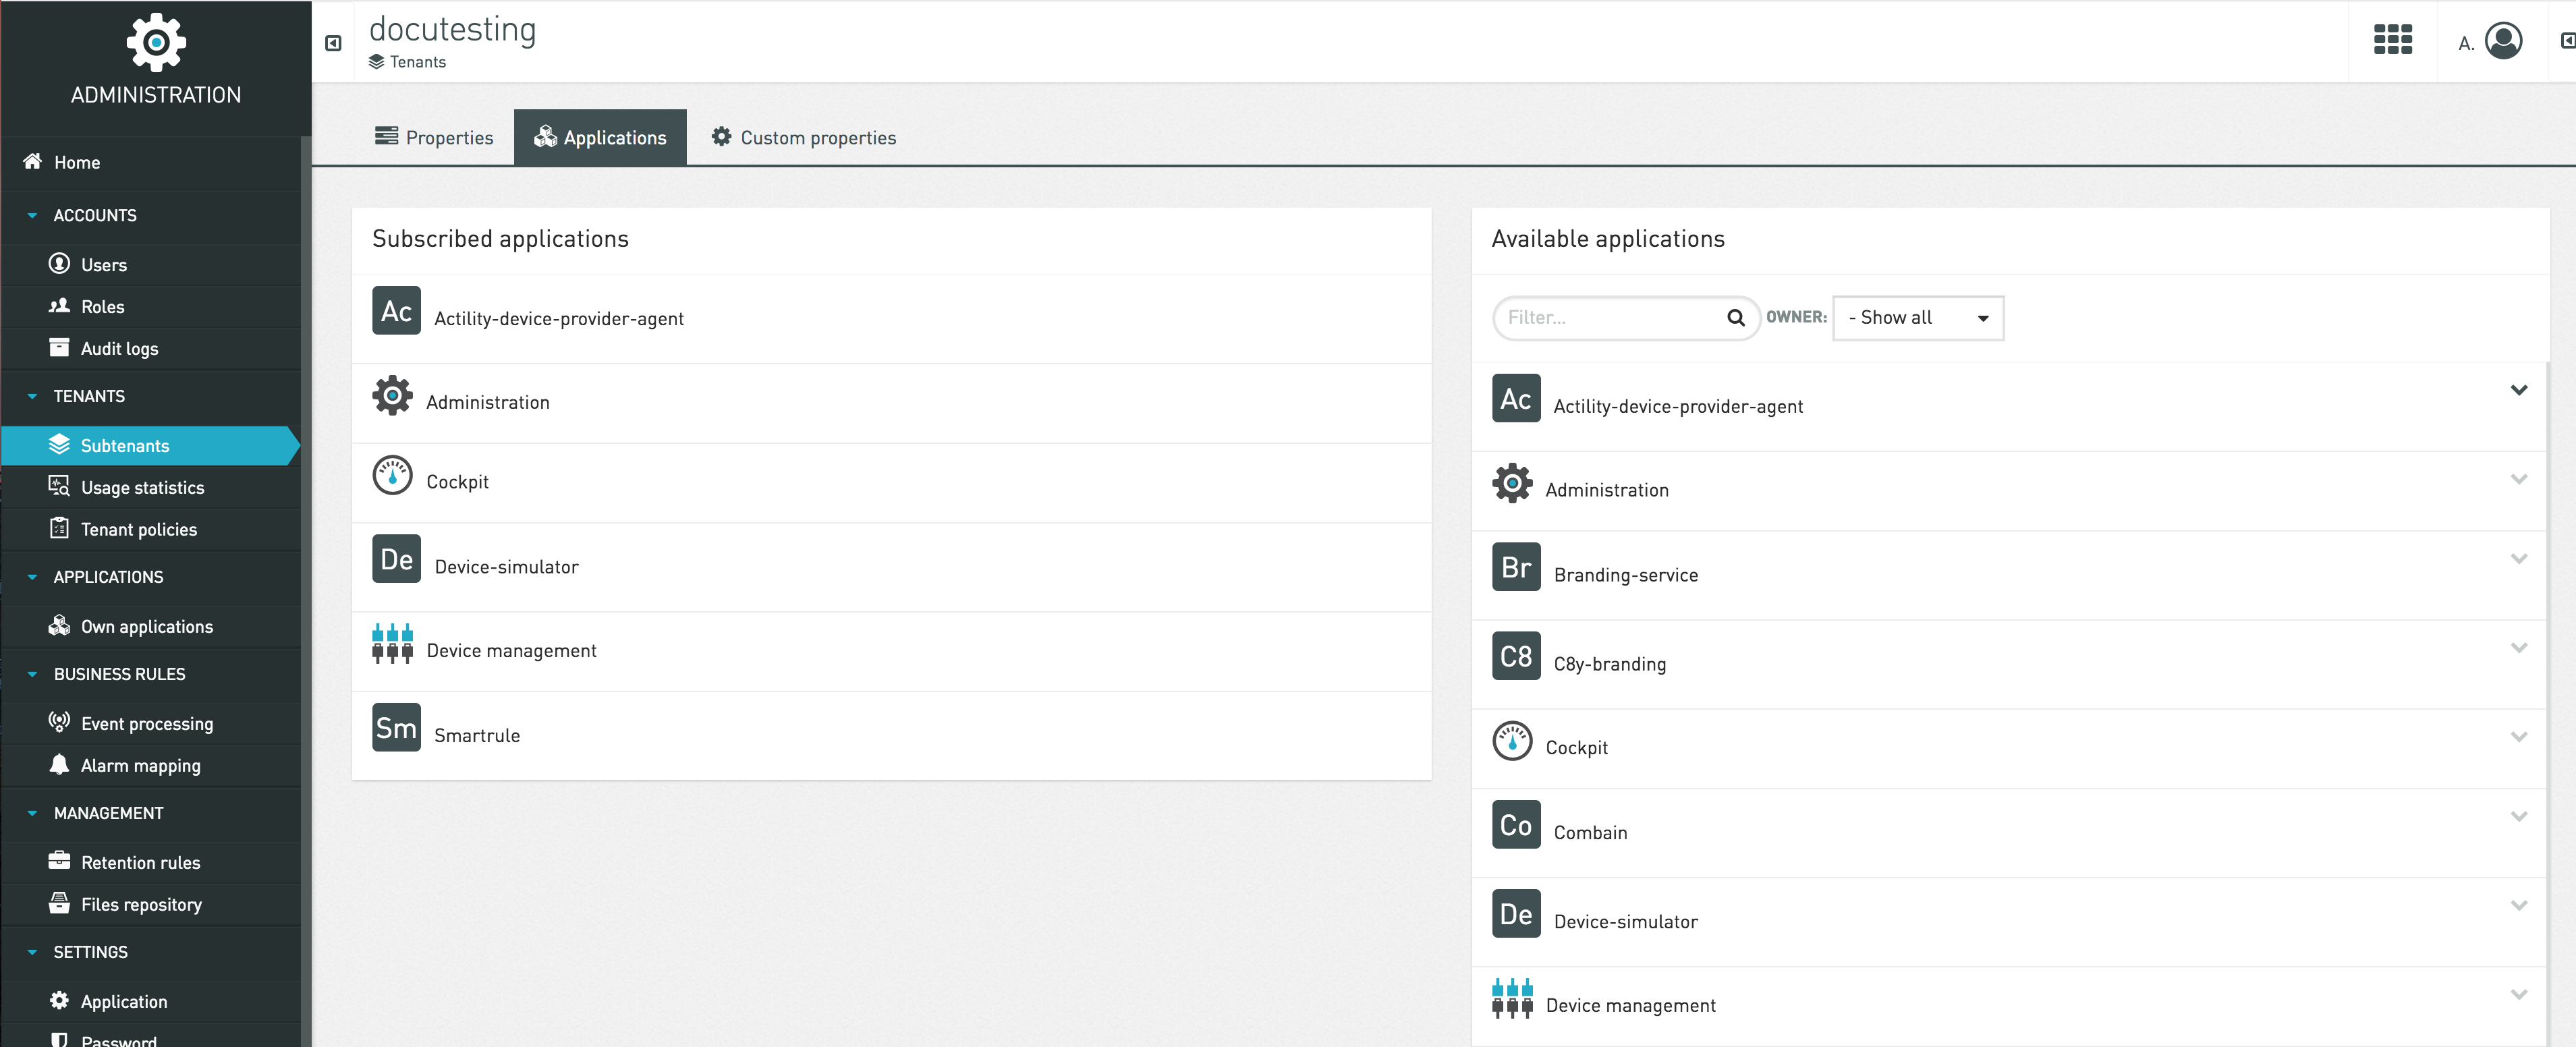 ADMINISTRATION
Home
ACCOUNTS
Users
Roles
Audit logs
TENANTS
Subtenants
Usage statistics
Tenant policies
APPLICATIONS
Own applications
BUSINESS RULES
Event processing
Alarm mapping
MANAGEMENT
Retention rules
Files repository
SETTINGS
Application
Password
docutesting
Tenants
A.
Properties
Applications
Custom properties
Subscribed applications
Ac Actility-device-provider-agent
Administration
Cockpit
De Device-simulator
Device management
Sm Smartrule
Available applications
Filter... OWNER: - Show all
Ac Actility-device-provider-agent
Administration
Br Branding-service
C8 C8y-branding
Cockpit
Co Combain
De Device-simulator
Device management